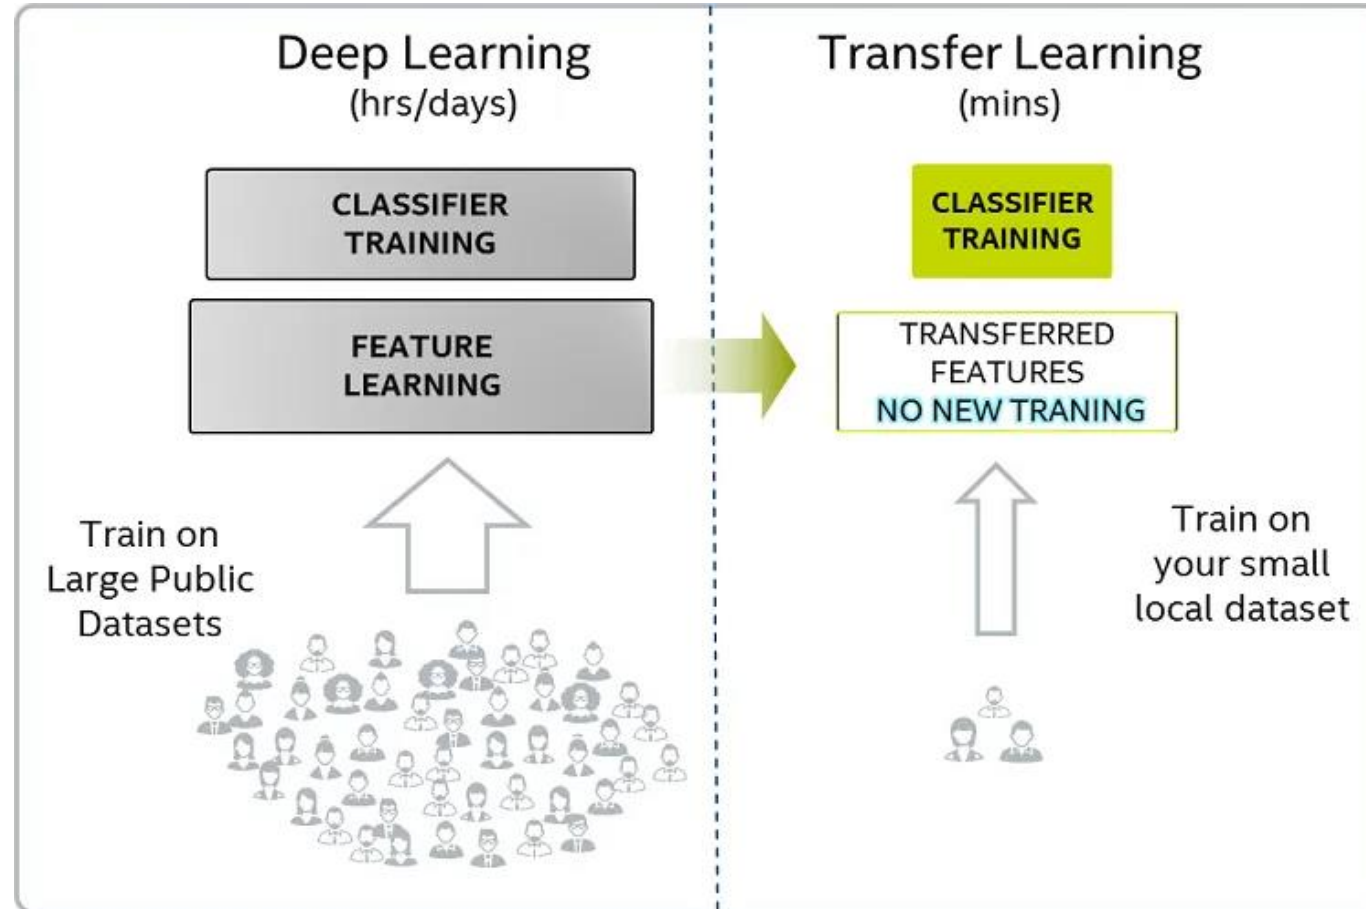 Deep Learning
(hrs/days)
CLASSIFIER
TRAINING
FEATURE
LEARNING
Train on
Large Public
Datasets
Transfer Learning
(mins)
CLASSIFIER
TRAINING
TRANSFERRED
FEATURES
NO NEW TRANING
Train on
your small
local dataset